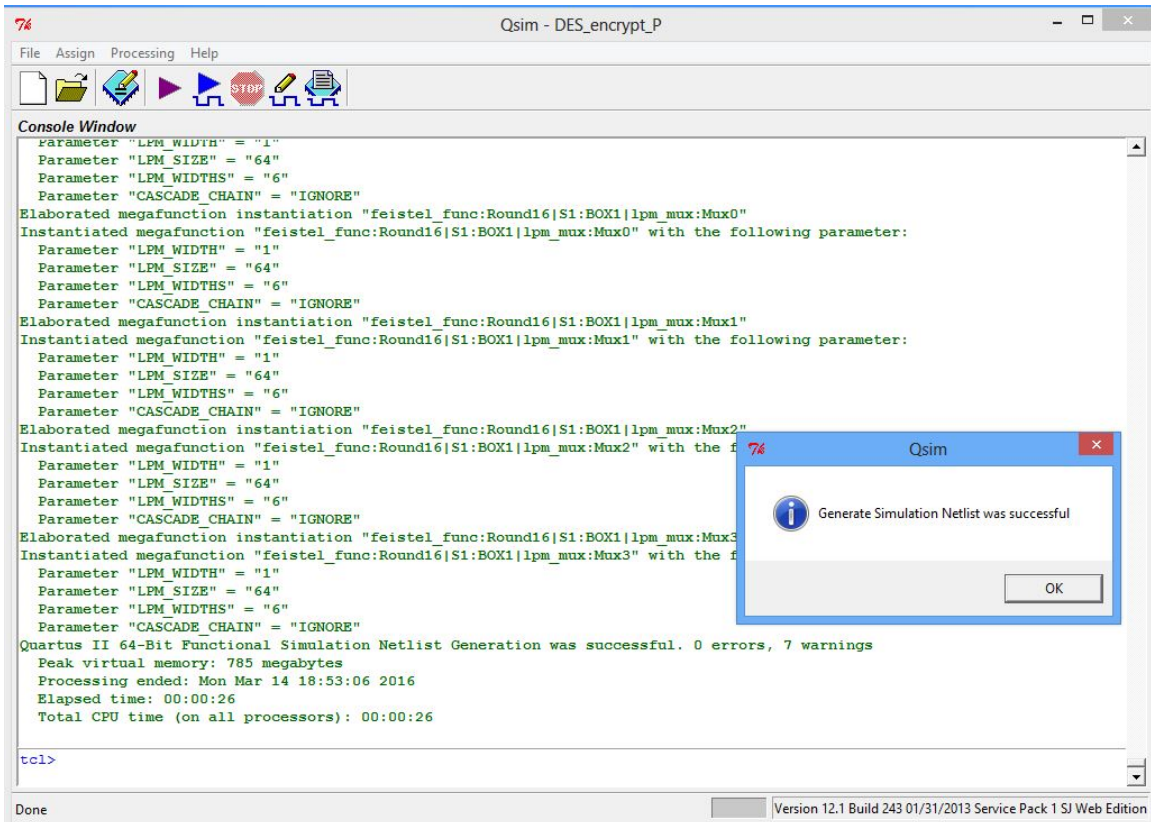 Qsim - DES_encrypt_P
File Assign Processing Help
STOP
Console Window
Parameter "LPM_WIDTH" = "1"
Parameter "LPM_SIZE" = "64"
Parameter "LPM_WIDTHS" = "6"
Parameter "CASCADE_CHAIN" = "IGNORE"
Elaborated megafunction instantiation "feistel_func:Round16|S1:BOX1|lpm_mux:Mux0"
Instantiated megafunction "feistel_func:Round16|S1:BOX1|lpm_mux:Mux0" with the following parameter:
Parameter "LPM_WIDTH" = "1"
Parameter "LPM_SIZE" = "64"
Parameter "LPM_WIDTHS" = "6"
Parameter "CASCADE_CHAIN" = "IGNORE"
Elaborated megafunction instantiation "feistel_func:Round16|S1:BOX1|lpm_mux:Mux1"
Instantiated megafunction "feistel_func:Round16|S1:BOX1|lpm_mux:Mux1" with the following parameter:
Parameter "LPM_WIDTH" = "1"
Parameter "LPM_SIZE" = "64"
Parameter "LPM_WIDTHS" = "6"
Parameter "CASCADE_CHAIN" = "IGNORE"
Elaborated megafunction instantiation "feistel_func:Round16|S1:BOX1|lpm_mux:Mux2"
Instantiated megafunction "feistel_func:Round16|S1:BOX1|lpm_mux:Mux2" with the f
Parameter "LPM_WIDTH" = "1"
Parameter "LPM_SIZE" = "64"
Parameter "LPM_WIDTHS" = "6"
Parameter "CASCADE_CHAIN" = "IGNORE"
Elaborated megafunction instantiation "feistel_func:Round16|S1:BOX1|lpm_mux:Mux3
Instantiated megafunction "feistel_func:Round16|S1:BOX1|lpm_mux:Mux3" with the f
Parameter "LPM_WIDTH" = "1"
Parameter "LPM_SIZE" = "64"
Parameter "LPM_WIDTHS" = "6"
Parameter "CASCADE_CHAIN" = "IGNORE"
Quartus II 64-Bit Functional Simulation Netlist Generation was successful. 0 errors, 7 warnings
Peak virtual memory: 785 megabytes
Processing ended: Mon Mar 14 18:53:06 2016
Elapsed time: 00:00:26
Total CPU time (on all processors): 00:00:26
tcl>
Qsim
Generate Simulation Netlist was successful
OK
Done
Version 12.1 Build 243 01/31/2013 Service Pack 1 SJ Web Edition